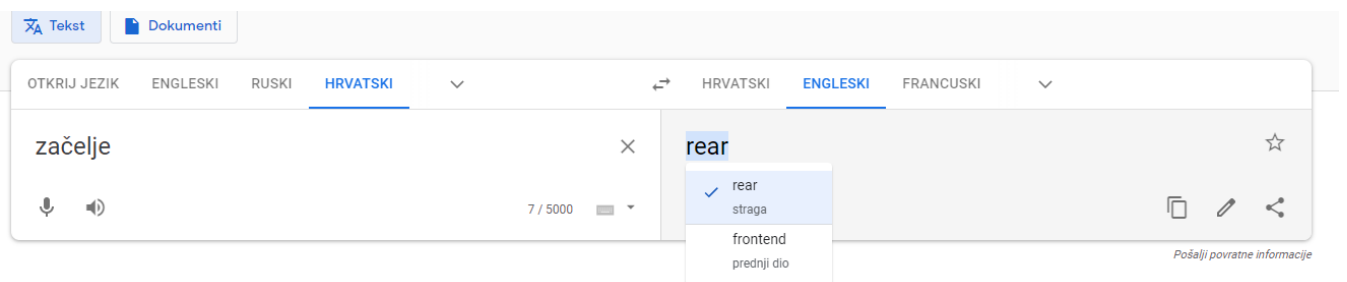 Tekst Dokumenti
OTKRIJ JEZIK ENGLESKI RUSKI HRVATSKI HRVATSKI ENGLESKI FRANCUSKI
začelje rear
7 / 5000
rear
straga
frontend
prednji dio
Pošalji povratne informacije